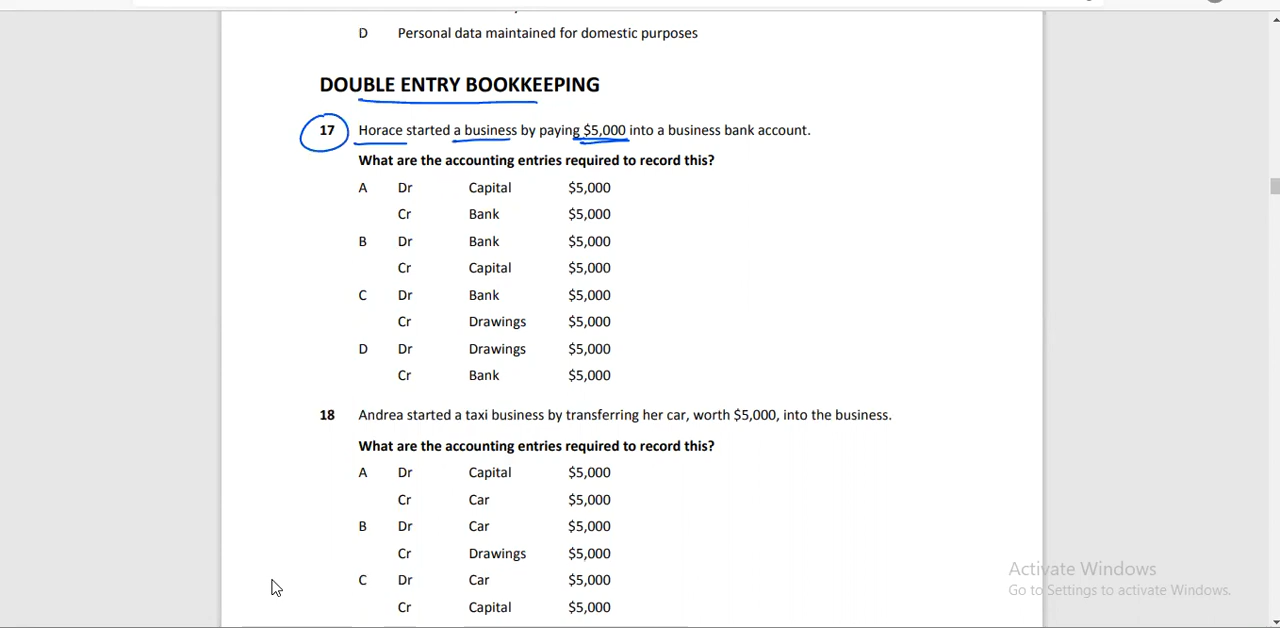 D Personal data maintained for domestic purposes
DOUBLE ENTRY BOOKKEEPING
17 Horace started a business by paying $5,000 into a business bank account.
What are the accounting entries required to record this?
A Dr Capital $5,000
Cr Bank $5,000
B Dr Bank $5,000
Cr Capital $5,000
C Dr Bank $5,000
Cr Drawings $5,000
D Dr Drawings $5,000
Cr Bank $5,000
18 Andrea started a taxi business by transferring her car, worth $5,000, into the business.
What are the accounting entries required to record this?
A Dr Capital $5,000
Cr Car $5,000
B Dr Car $5,000
Cr Drawings $5,000
C Dr Car $5,000
Cr Capital $5,000
Activate Windows
Go to Settings to activate Windows.